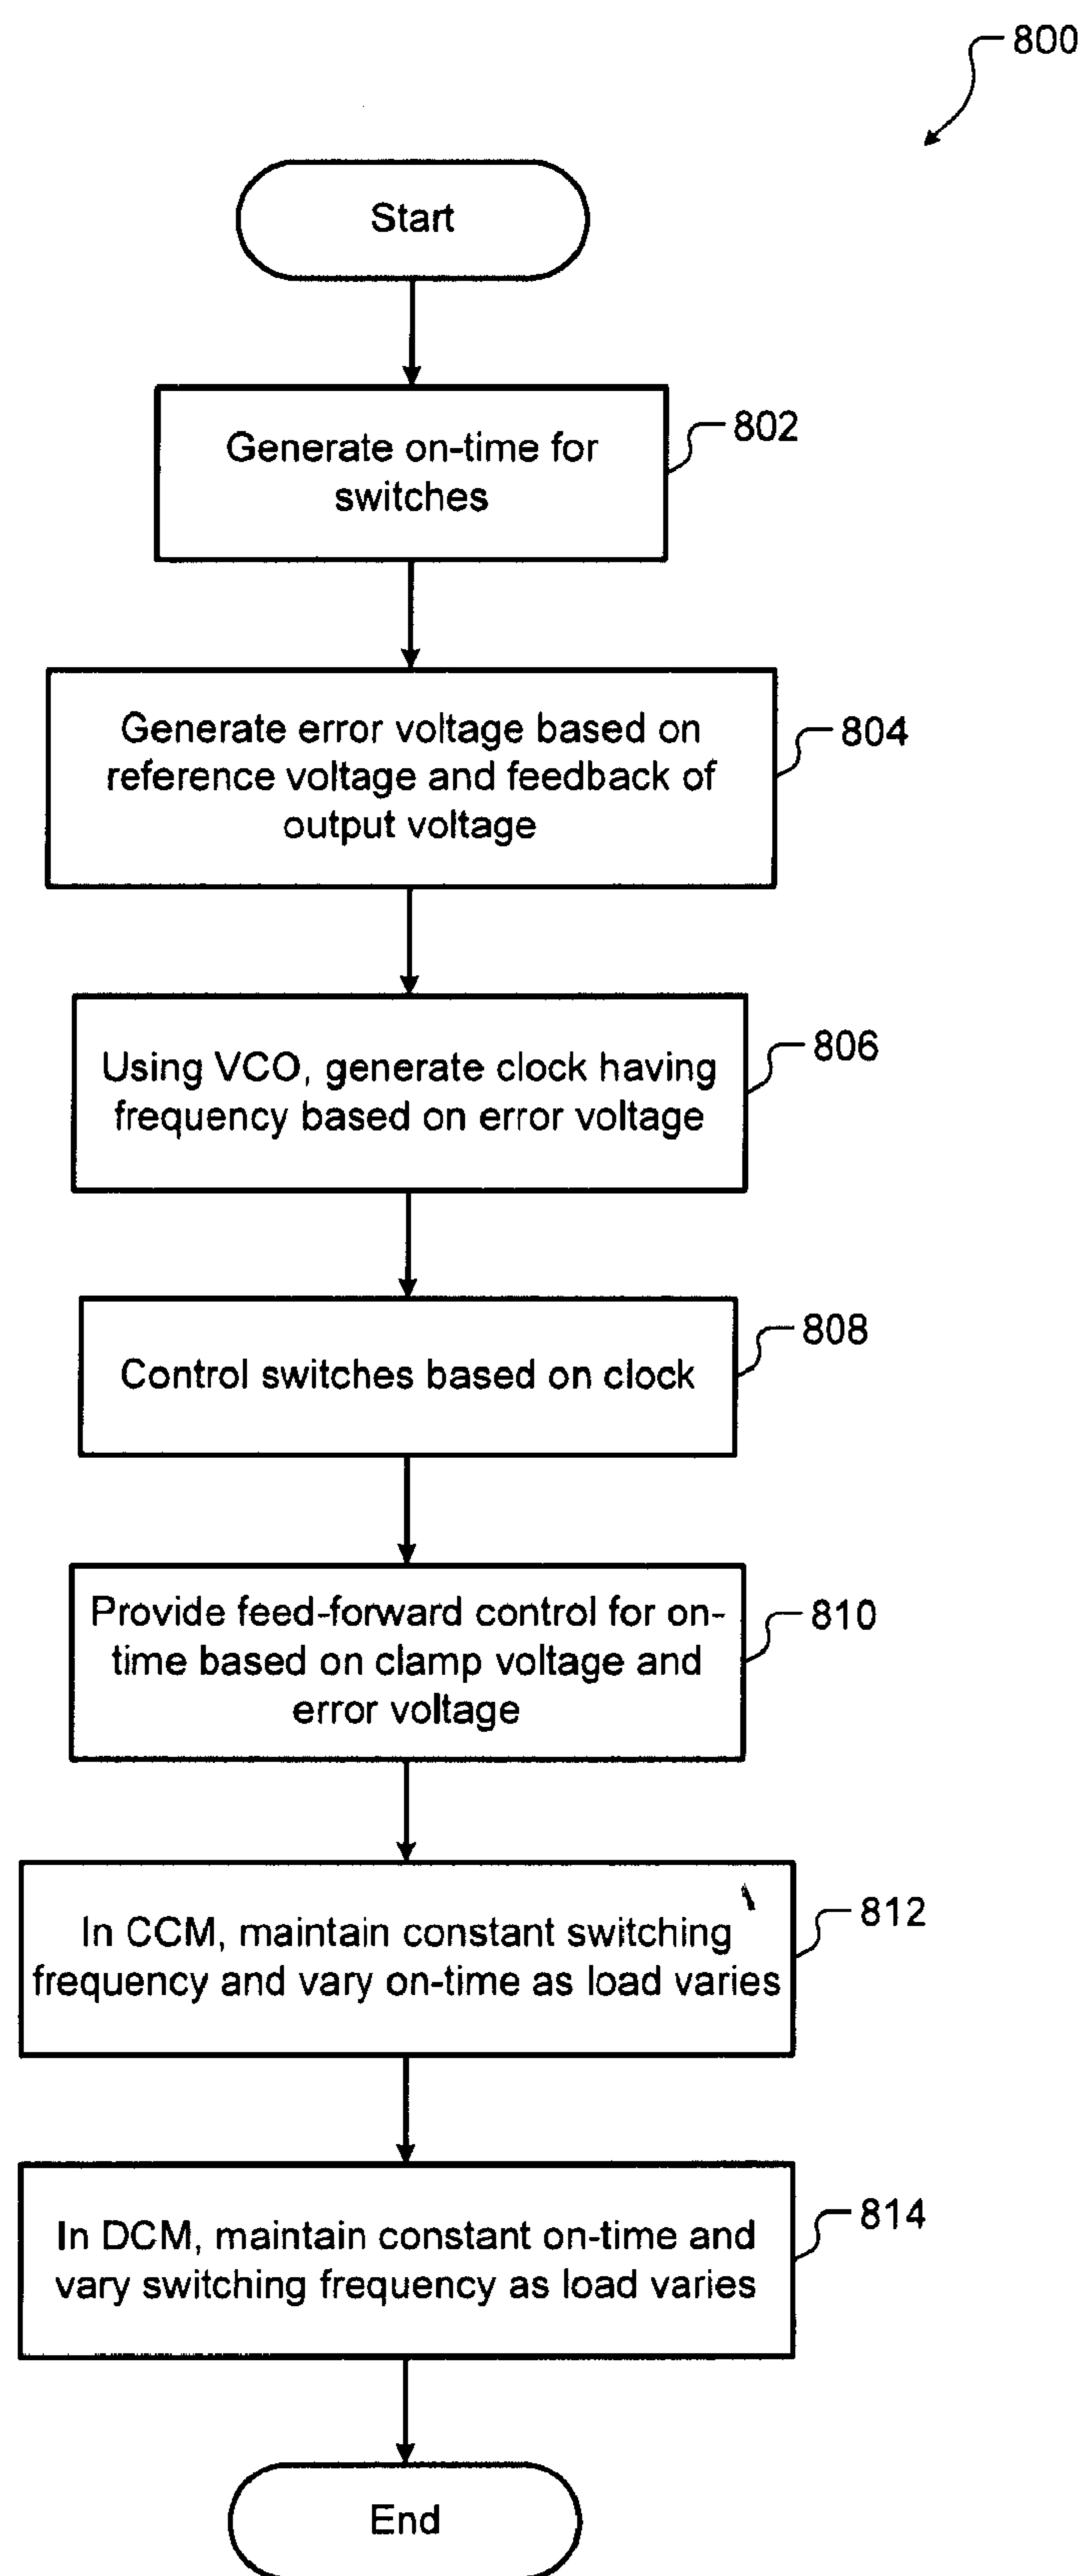 800
Start
Generate on-time for
switches
802
Generate error voltage based on
reference voltage and feedback of
output voltage
804
Using VCO, generate clock having
frequency based on error voltage
806
Control switches based on clock
808
Provide feed-forward control for on-
time based on clamp voltage and
error voltage
810
In CCM, maintain constant switching
frequency and vary on-time as load varies
812
In DCM, maintain constant on-time and
vary switching frequency as load varies
814
End